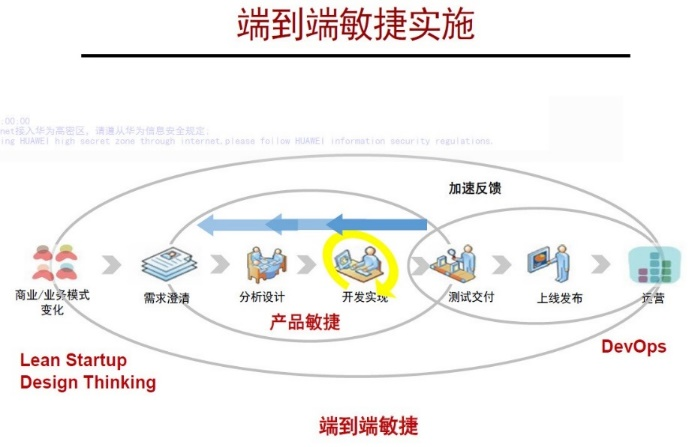 端到端敏捷实施
:00.00
net接入华为高密区，请遵从华为信息安全规定.
ing HUAWEI high secret zone through internet,please follow HUAWEI information security regulations.
加速反馈
商业/业务模式
变化
需求澄清
分析设计
开发实现
测试交付
上线发布
运营
产品敏捷
Lean Startup
Design Thinking
DevOps
端到端敏捷